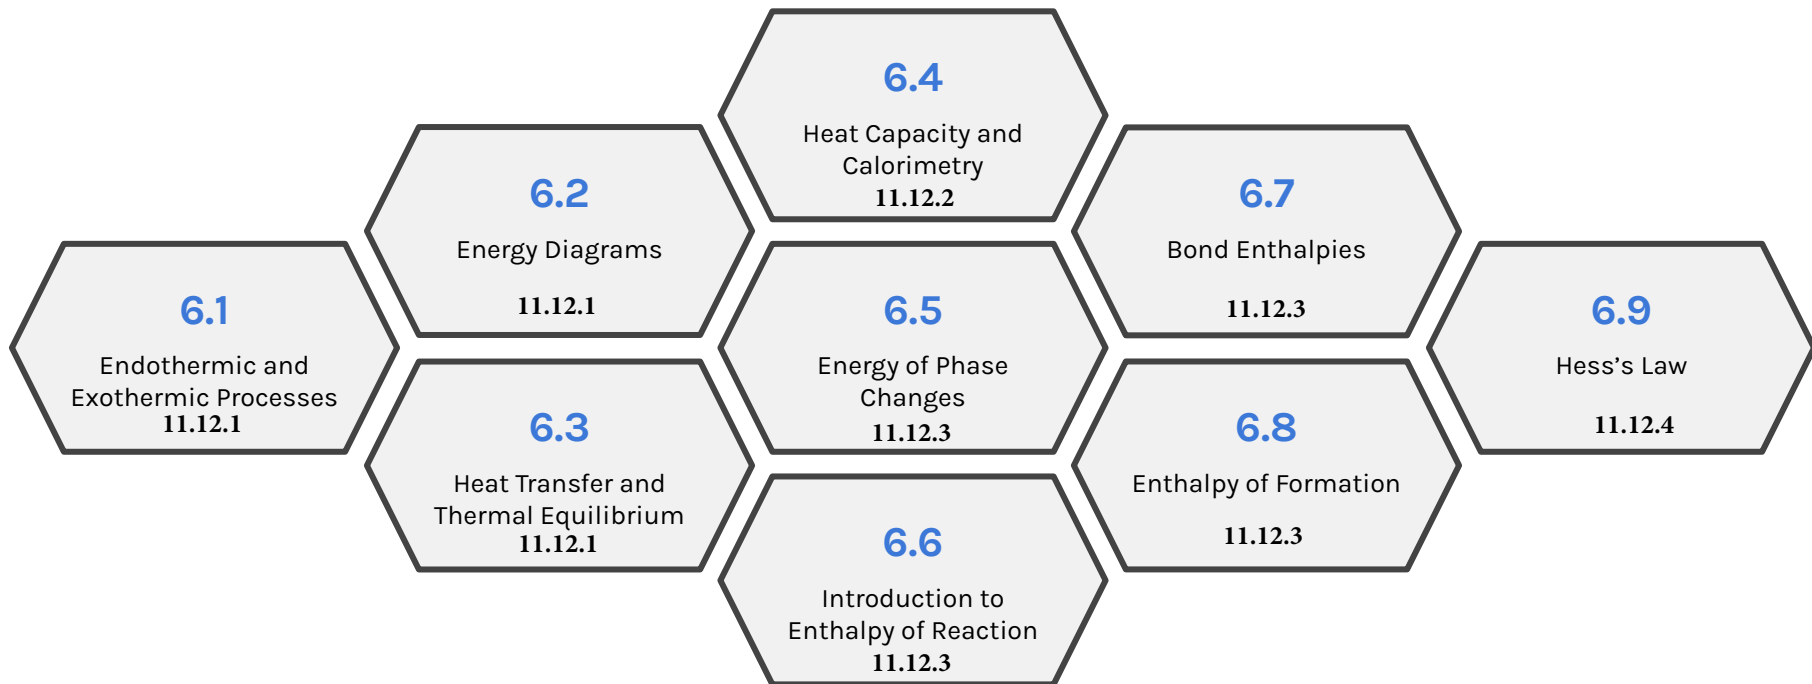 6.1
Endothermic and
Exothermic Processes
11.12.1
6.2
Energy Diagrams
11.12.1
6.3
Heat Transfer and
Thermal Equilibrium
11.12.1
6.4
Heat Capacity and
Calorimetry
11.12.2
6.5
Energy of Phase
Changes
11.12.3
6.6
Introduction to
Enthalpy of Reaction
11.12.3
6.7
Bond Enthalpies
11.12.3
6.8
Enthalpy of Formation
11.12.3
6.9
Hess’s Law
11.12.4